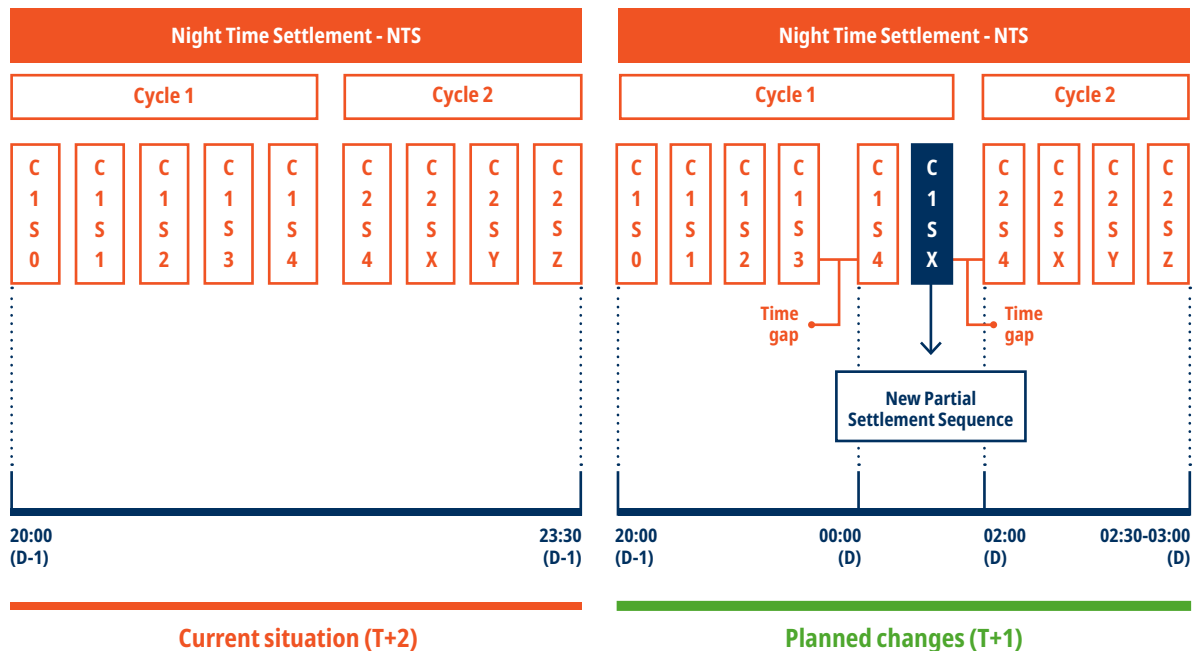 Night Time Settlement - NTS
Cycle 1
Cycle 2
C1S0
C1S1
C1S2
C1S3
C1S4
C2S4
C2SX
C2SY
C2SZ
20:00
(D-1)
23:30
(D-1)
Current situation (T+2)
Night Time Settlement - NTS
Cycle 1
Cycle 2
C1S0
C1S1
C1S2
C1S3
C1S4
C1SX
C2S4
C2SX
C2SY
C2SZ
Time
gap
Time
gap
New Partial
Settlement Sequence
20:00
(D-1)
00:00
(D)
02:00
(D)
02:30-03:00
(D)
Planned changes (T+1)